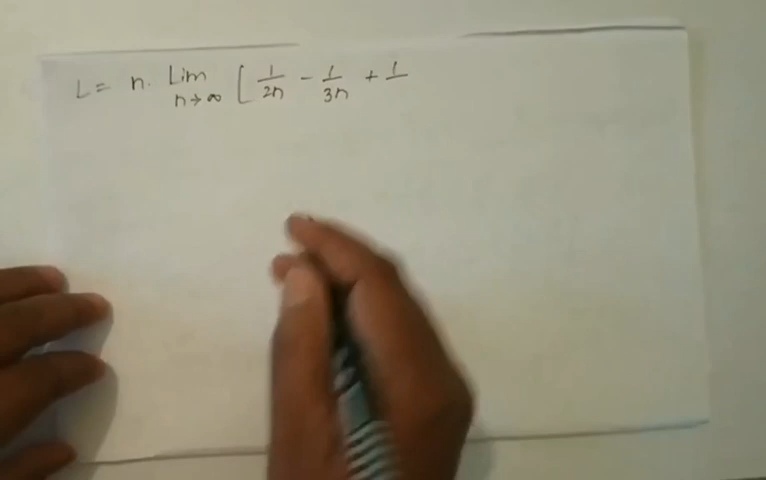 L = n. Lim n→∞ [ 1/2n - 1/3n + 1